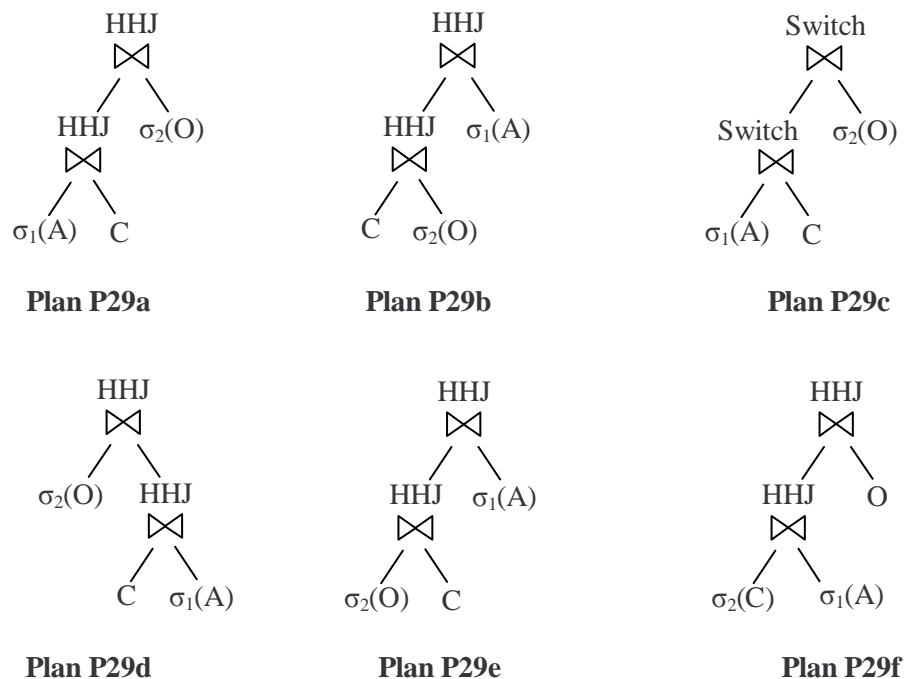 HHJ HHJ Switch
HHJ σ₂(O) HHJ σ₁(A) Switch σ₂(O)
σ₁(A) C C σ₂(O) σ₁(A) C
Plan P29a Plan P29b Plan P29c
HHJ HHJ HHJ
σ₂(O) HHJ HHJ σ₁(A) HHJ O
C σ₁(A) σ₂(O) C σ₂(C) σ₁(A)
Plan P29d Plan P29e Plan P29f